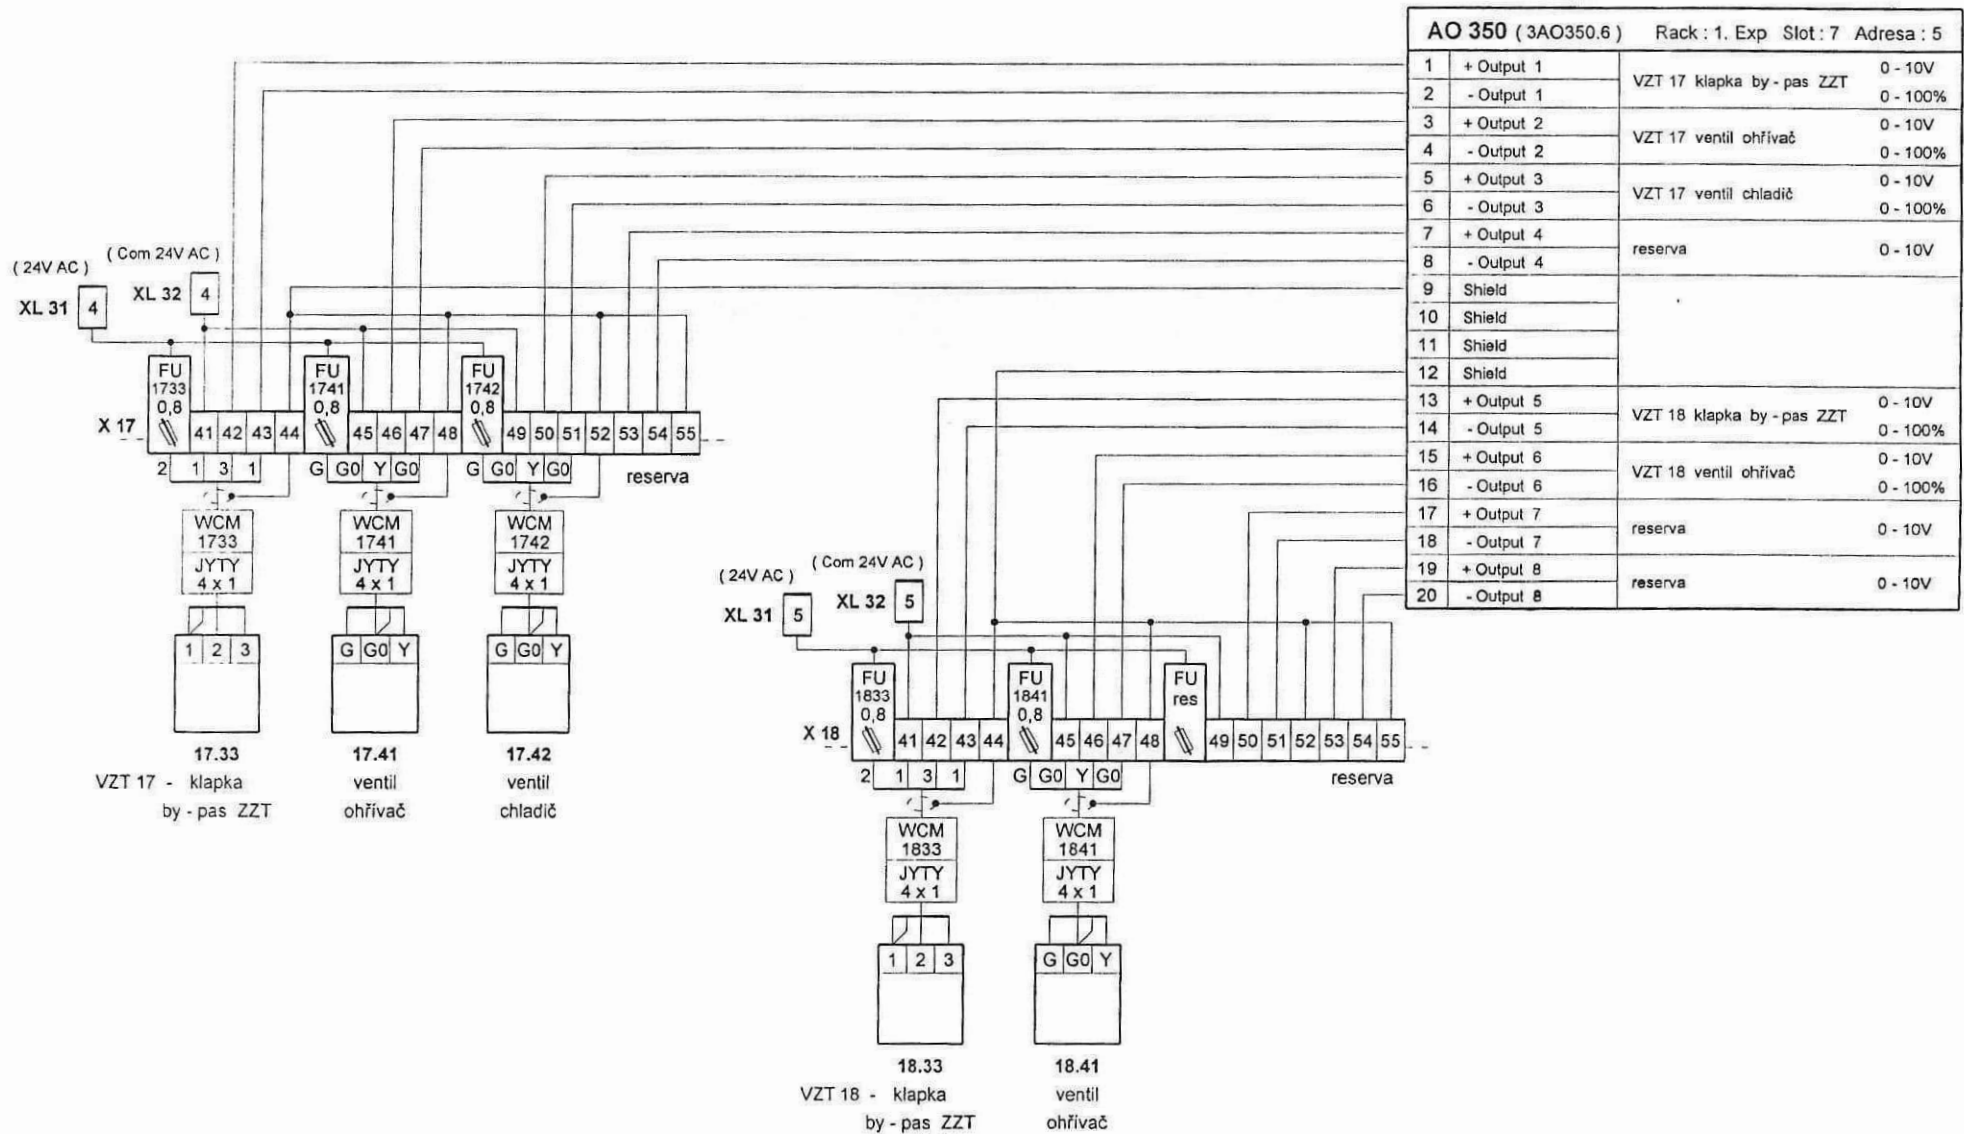 AO 350 ( 3AO350.6 ) Rack : 1. Exp Slot : 7 Adresa : 5
1 + Output 1 VZT 17 klapka by - pas ZZT 0 - 10V
2 - Output 1 0 - 100%
3 + Output 2 VZT 17 ventil ohřívač 0 - 10V
4 - Output 2 0 - 100%
5 + Output 3 VZT 17 ventil chladič 0 - 10V
6 - Output 3 0 - 100%
7 + Output 4 reserva 0 - 10V
8 - Output 4
9 Shield
10 Shield
11 Shield
12 Shield
13 + Output 5 VZT 18 klapka by - pas ZZT 0 - 10V
14 - Output 5 0 - 100%
15 + Output 6 VZT 18 ventil ohřívač 0 - 10V
16 - Output 6 0 - 100%
17 + Output 7 reserva 0 - 10V
18 - Output 7
19 + Output 8 reserva 0 - 10V
20 - Output 8
( 24V AC ) ( Com 24V AC )
XL 31 4 XL 32 4
FU 1733 0,8 FU 1741 0,8 FU 1742 0,8
X 17 41 42 43 44 45 46 47 48 49 50 51 52 53 54 55
2 1 3 1 G G0 Y G0 G G0 Y G0 reserva
WCM 1733 WCM 1741 WCM 1742
JYTY 4 x 1 JYTY 4 x 1 JYTY 4 x 1
1 2 3 G G0 Y G G0 Y
17.33 17.41 17.42
VZT 17 - klapka ventil ventil
by - pas ZZT ohřívač chladič
( 24V AC ) ( Com 24V AC )
XL 31 5 XL 32 5
FU 1833 0,8 FU 1841 0,8 FU res
X 18 41 42 43 44 45 46 47 48 49 50 51 52 53 54 55
2 1 3 1 G G0 Y G0 reserva
WCM 1833 WCM 1841
JYTY 4 x 1 JYTY 4 x 1
1 2 3 G G0 Y
18.33 18.41
VZT 18 - klapka ventil
by - pas ZZT ohřívač